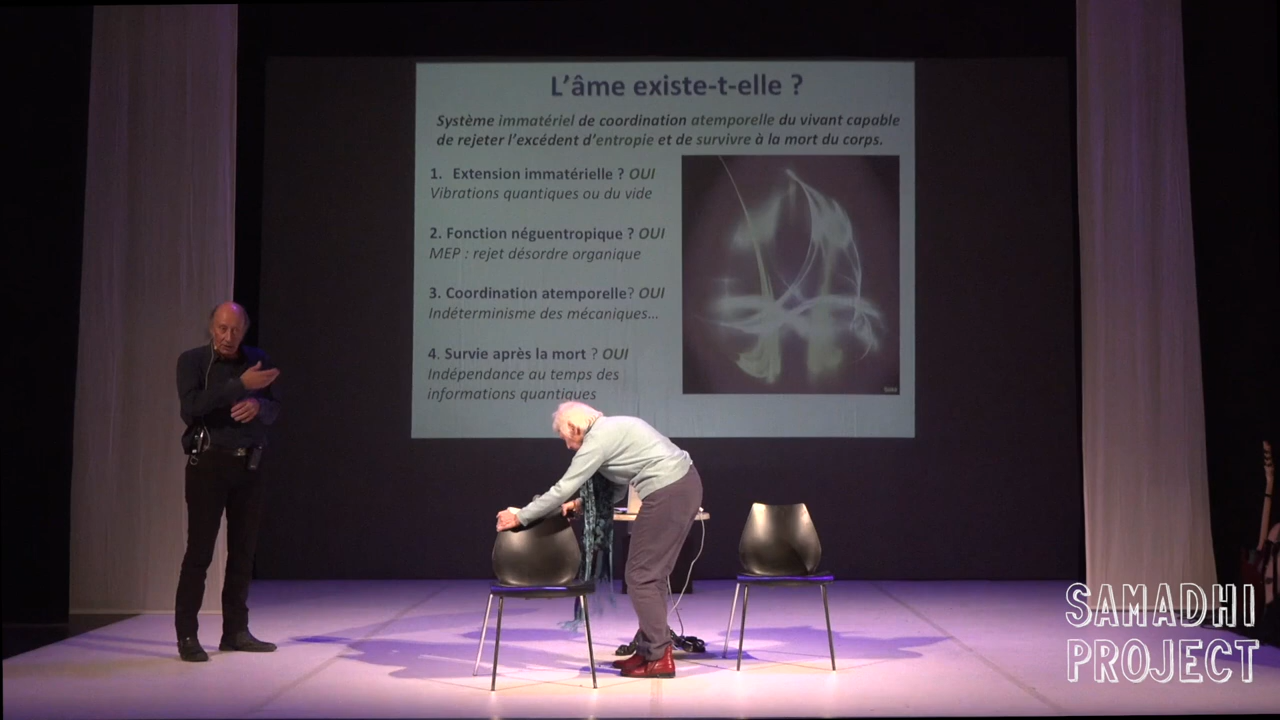 L'âme existe-t-elle ?
Système immatériel de coordination atemporelle du vivant capable
de rejeter l'excédent d'entropie et de survivre à la mort du corps.
1. Extension immatérielle ? OUI
Vibrations quantiques ou du vide
2. Fonction néguentropique ? OUI
MEP : rejet désordre organique
3. Coordination atemporelle? OUI
Indéterminisme des mécaniques...
4. Survie après la mort ? OUI
Indépendance au temps des
informations quantiques
SAMADHI
PROJECT